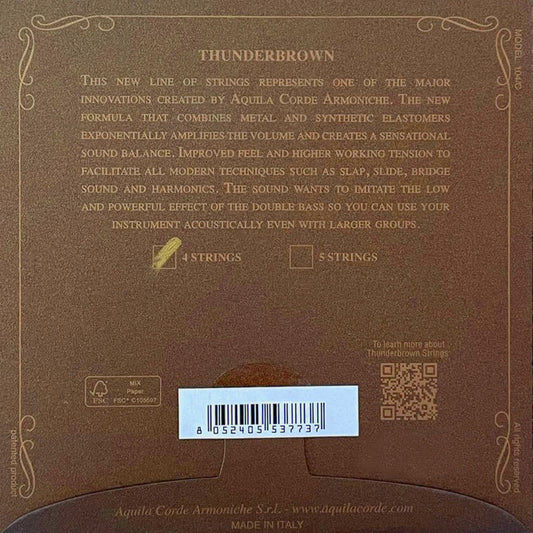 THUNDERBROWN
THIS NEW LINE OF STRINGS REPRESENTS ONE OF THE MAJOR
INNOVATIONS CREATED BY AQUILA CORDE ARMONICHE. THE NEW
FORMULA THAT COMBINES METAL AND SYNTHETIC ELASTOMERS
EXPONENTIALLY AMPLIFIES THE VOLUME AND CREATES A SENSATIONAL
SOUND BALANCE. IMPROVED FEEL AND HIGHER WORKING TENSION TO
FACILITATE ALL MODERN TECHNIQUES SUCH AS SLAP, SLIDE, BRIDGE
SOUND AND HARMONICS. THE SOUND WANTS TO IMITATE THE LOW
AND POWERFUL EFFECT OF THE DOUBLE BASS SO YOU CAN USE YOUR
INSTRUMENT ACOUSTICALLY EVEN WITH LARGER GROUPS.
4 STRINGS 5 STRINGS
To learn more about
Thunderbrown Strings
FSC
MIX
Paper
FSC® C109697
8 052405 537737
patented product
All rights reserved
Aquila Corde Armoniche S.r.L - www.aquilacorde.com
MADE IN ITALY